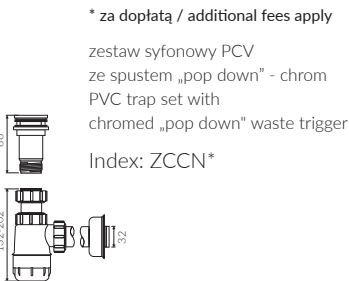 * za dopłatą / additional fees apply
zestaw syfonowy PCV
ze spustem „pop down” - chrom
PVC trap set with
chromed „pop down" waste trigger
Index: ZCCN*
32